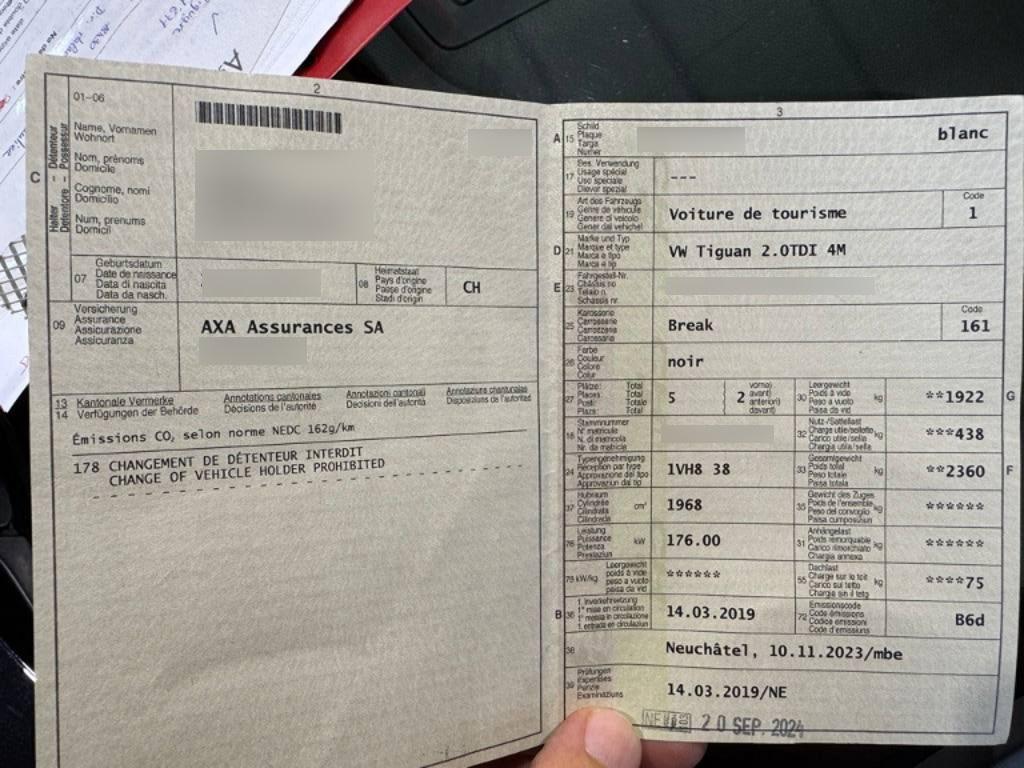 2
01-06
Name, Vornamen
Wohnort
Nom, prénoms
Domicile
Cognome, nomi
Domicilio
Num, prenums
Domicil
C
Halter - Détenteur
Detentore - Possessur
07
Geburtsdatum
Date de naissance
Data di nascita
Data da nasch.
08
Heimatstaat
Pays d'origine
Paese d'origine
Stadi d'origin
CH
09
Versicherung
Assurance
Assicurazione
Assicuranza
AXA Assurances SA
13 Kantonale Vermerke
14 Verfügungen der Behörde
Annotations cantonales
Décisions de l'autorité
Annotazioni cantonali
Decisioni dell'autorità
Annotaziuns chantunalas
Disposiziuns da l'autoritad
Émissions CO, selon norme NEDC 162g/km
178 CHANGEMENT DE DÉTENTEUR INTERDIT
CHANGE OF VEHICLE HOLDER PROHIBITED
3
A
15
Schild
Plaque
Targa
Numer
blanc
17
Bes. Verwendung
Usage spécial
Uso speciale
Diever spezial
---
19
Art des Fahrzeugs
Genre de véhicule
Genere di veicolo
Gener dal vehichel
Voiture de tourisme
Code
1
D
21
Marke und Typ
Marque et type
Marca e tipo
Marca e tip
VW Tiguan 2.0TDI 4M
E
23
Fahrgestell-Nr.
Châssis no
Telaio n.
Schassis nr.
25
Karosserie
Carrosserie
Carrozzeria
Carossaria
Break
Code
161
26
Farbe
Couleur
Colore
Colur
noir
27
Plätze: Total
Places: Total
Posti: Totale
Plazs: Total
5
2
vorne)
avant)
anteriori)
davant)
30
Leergewicht
Poids à vide
Peso a vuoto
Paisa da vid
kg
**1922
G
18
Stammnummer
N° matricule
N. di matricola
Nr. da matricla
32
Nutz-/Sattellast
Charge utile/sellette
Carico utile/sella
Chargia utila/sella
kg
***438
24
Typengenehmigung
Réception par type
Approvazione del tipo
Approvaziun dal tip
1VH8 38
33
Gesamtgewicht
Poids total
Peso totale
Paisa totala
kg
**2360
F
37
Hubraum
Cylindrée
Cilindrata
Cilindrada
cm³
1968
35
Gewicht des Zuges
Poids de l'ensemble
Peso del convoglio
Paisa cumposiziun
kg
******
76
Leistung
Puissance
Potenza
Prestaziun
kW
176.00
31
Anhängelast
Poids remorquable
Carico rimorchiato
Chargia annexa
kg
******
78 kW/kg
Leergewicht
poids à vide
peso a vuoto
paisa da vid
******
55
Dachlast
Charge sur le toit
Carico sul tetto
Chargia sin il tetg
kg
****75
B
36
1. Inverkehrsetzung
1re mise en circulation
1a messa in circolazione
1. entrada en circulaziun
14.03.2019
72
Emissionscode
Code émissions
Codice emissioni
Code d'emissiuns
B6d
38
Neuchâtel, 10.11.2023/mbe
39
Prüfungen
Expertises
Perizie
Examinaziuns
14.03.2019/NE
NE
20 SEP. 2024